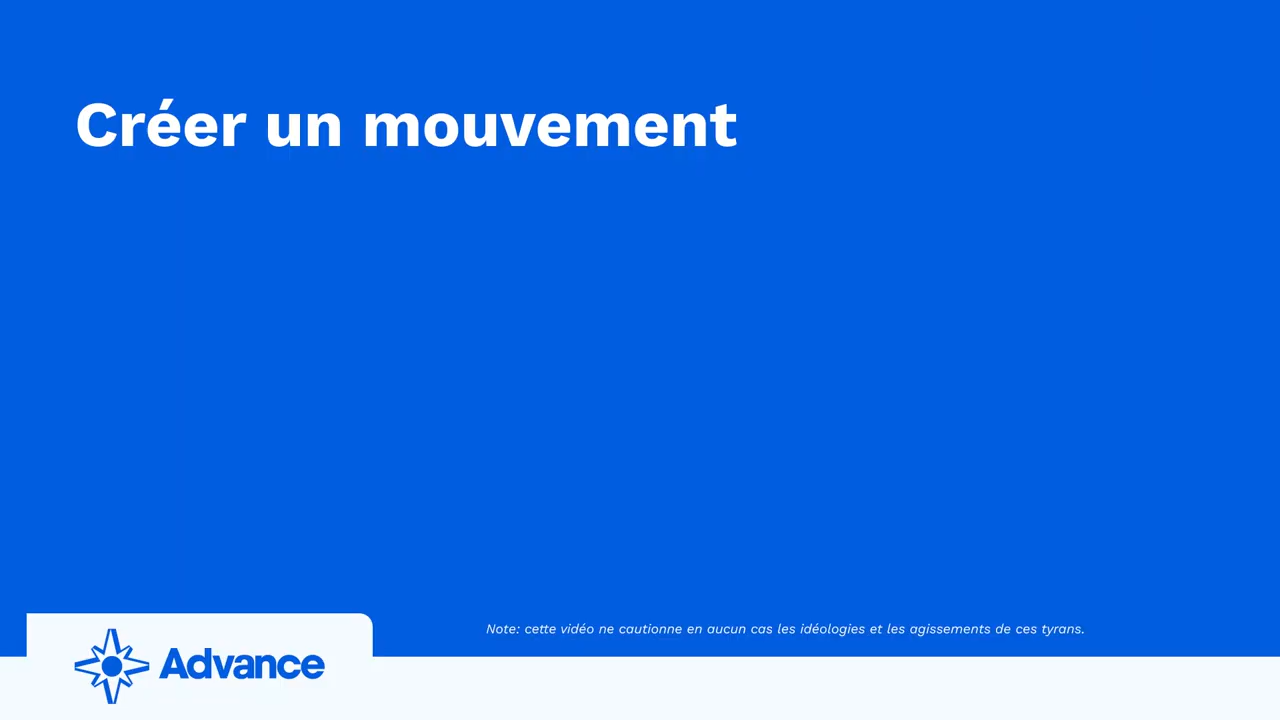 Créer un mouvement
Note: cette vidéo ne cautionne en aucun cas les idéologies et les agissements de ces tyrans.
Advance